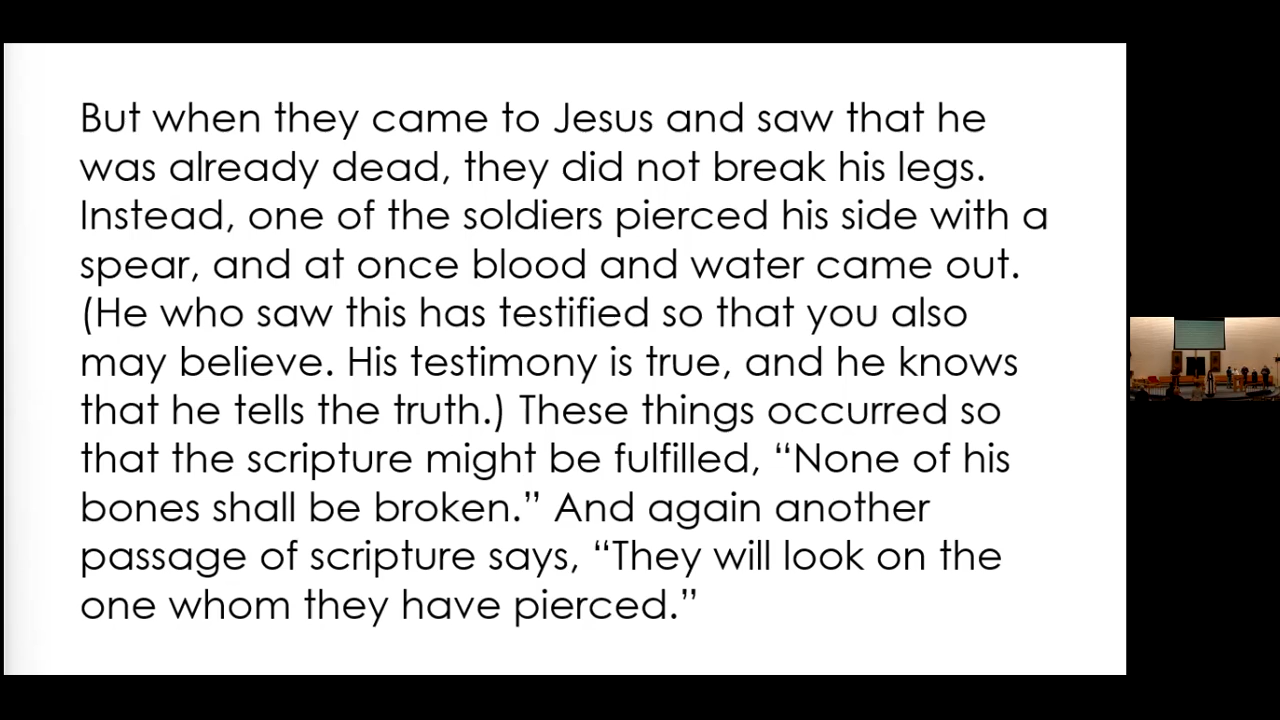 But when they came to Jesus and saw that he
was already dead, they did not break his legs.
Instead, one of the soldiers pierced his side with a
spear, and at once blood and water came out.
(He who saw this has testified so that you also
may believe. His testimony is true, and he knows
that he tells the truth.) These things occurred so
that the scripture might be fulfilled, “None of his
bones shall be broken.” And again another
passage of scripture says, “They will look on the
one whom they have pierced.”